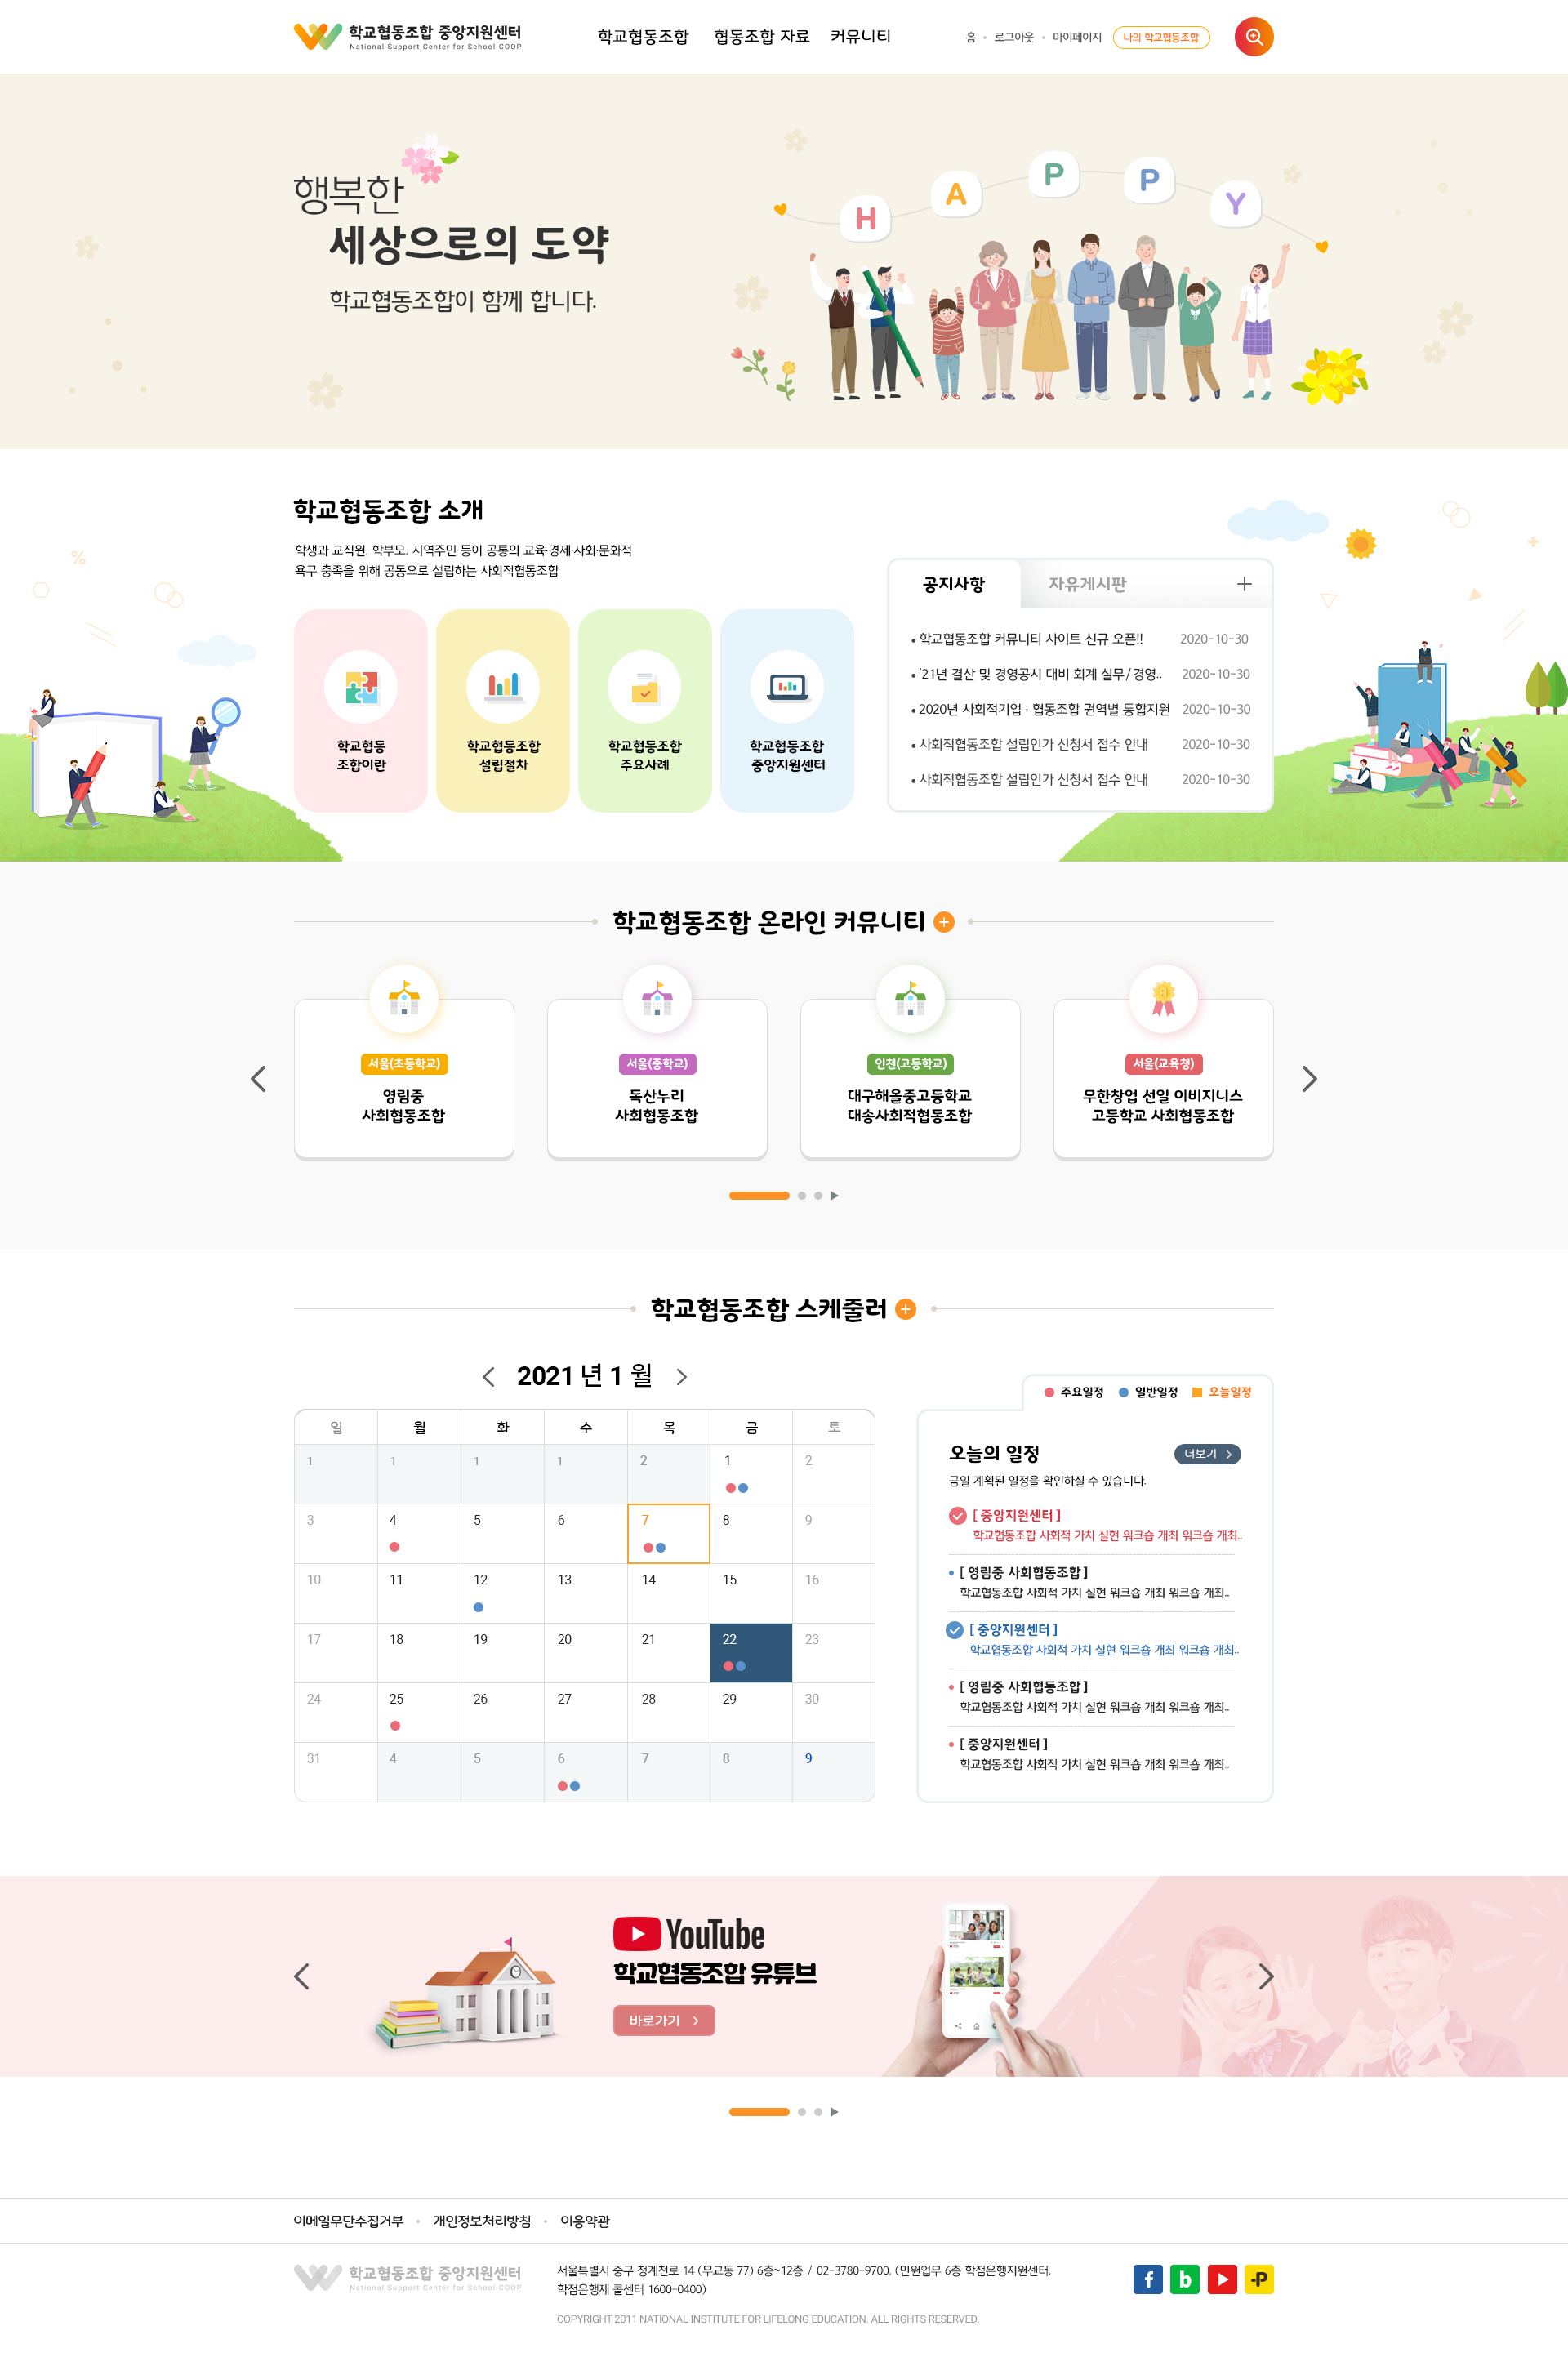 학교협동조합 중앙지원센터
National Support Center for School-COOP
학교협동조합 협동조합 자료 커뮤니티
홈 로그아웃 마이페이지 나의 학교협동조합
행복한
세상으로의 도약
학교협동조합이 함께 합니다.
H A P P Y
학교협동조합 소개
학생과 교직원, 학부모, 지역주민 등이 공통의 교육·경제·사회·문화적
욕구 충족을 위해 공동으로 설립하는 사회적협동조합
학교협동
조합이란
학교협동조합
설립절차
학교협동조합
주요사례
학교협동조합
중앙지원센터
공지사항 자유게시판
• 학교협동조합 커뮤니티 사이트 신규 오픈!! 2020-10-30
• '21년 결산 및 경영공시 대비 회계 실무/경영.. 2020-10-30
• 2020년 사회적기업 · 협동조합 권역별 통합지원 2020-10-30
• 사회적협동조합 설립인가 신청서 접수 안내 2020-10-30
• 사회적협동조합 설립인가 신청서 접수 안내 2020-10-30
학교협동조합 온라인 커뮤니티
서울(초등학교)
영림중
사회협동조합
서울(중학교)
독산누리
사회협동조합
인천(고등학교)
대구해올중고등학교
대송사회적협동조합
서울(교육청)
무한창업 선일 이비지니스
고등학교 사회협동조합
학교협동조합 스케줄러
2021 년 1 월
일 월 화 수 목 금 토
1 1 1 1 2 1 2
3 4 5 6 7 8 9
10 11 12 13 14 15 16
17 18 19 20 21 22 23
24 25 26 27 28 29 30
31 4 5 6 7 8 9
주요일정 일반일정 오늘일정
오늘의 일정 더보기
금일 계획된 일정을 확인하실 수 있습니다.
[ 중앙지원센터 ]
학교협동조합 사회적 가치 실현 워크숍 개최 워크숍 개최..
[ 영림중 사회협동조합 ]
학교협동조합 사회적 가치 실현 워크숍 개최 워크숍 개최..
[ 중앙지원센터 ]
학교협동조합 사회적 가치 실현 워크숍 개최 워크숍 개최..
[ 영림중 사회협동조합 ]
학교협동조합 사회적 가치 실현 워크숍 개최 워크숍 개최..
[ 중앙지원센터 ]
학교협동조합 사회적 가치 실현 워크숍 개최 워크숍 개최..
YouTube
학교협동조합 유튜브
바로가기
이메일무단수집거부 개인정보처리방침 이용약관
학교협동조합 중앙지원센터
National Support Center for School-COOP
서울특별시 중구 청계천로 14 (무교동 77) 6층~12층 / 02-3780-9700, (민원업무 6층 학점은행지원센터,
학점은행제 콜센터 1600-0400)
COPYRIGHT 2011 NATIONAL INSTITUTE FOR LIFELONG EDUCATION. ALL RIGHTS RESERVED.